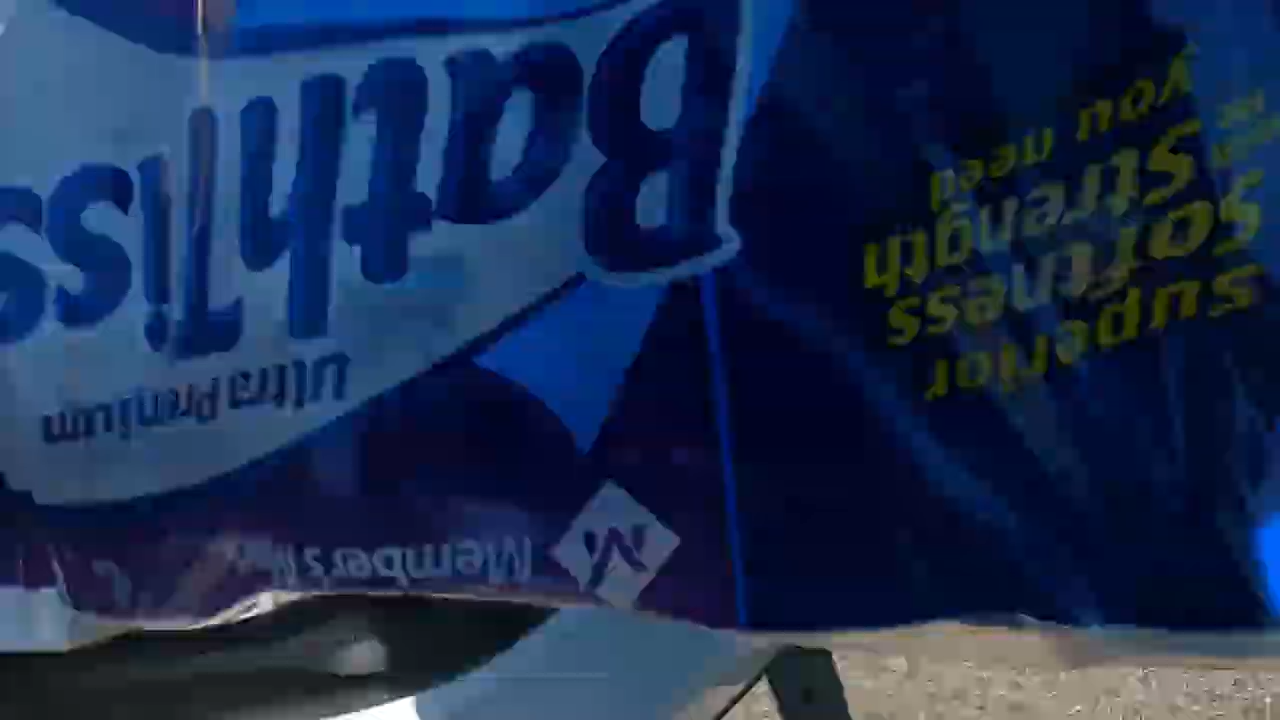 Member's
M
Ultra Premium
Bath Tiss
superior
softness
strength
you need